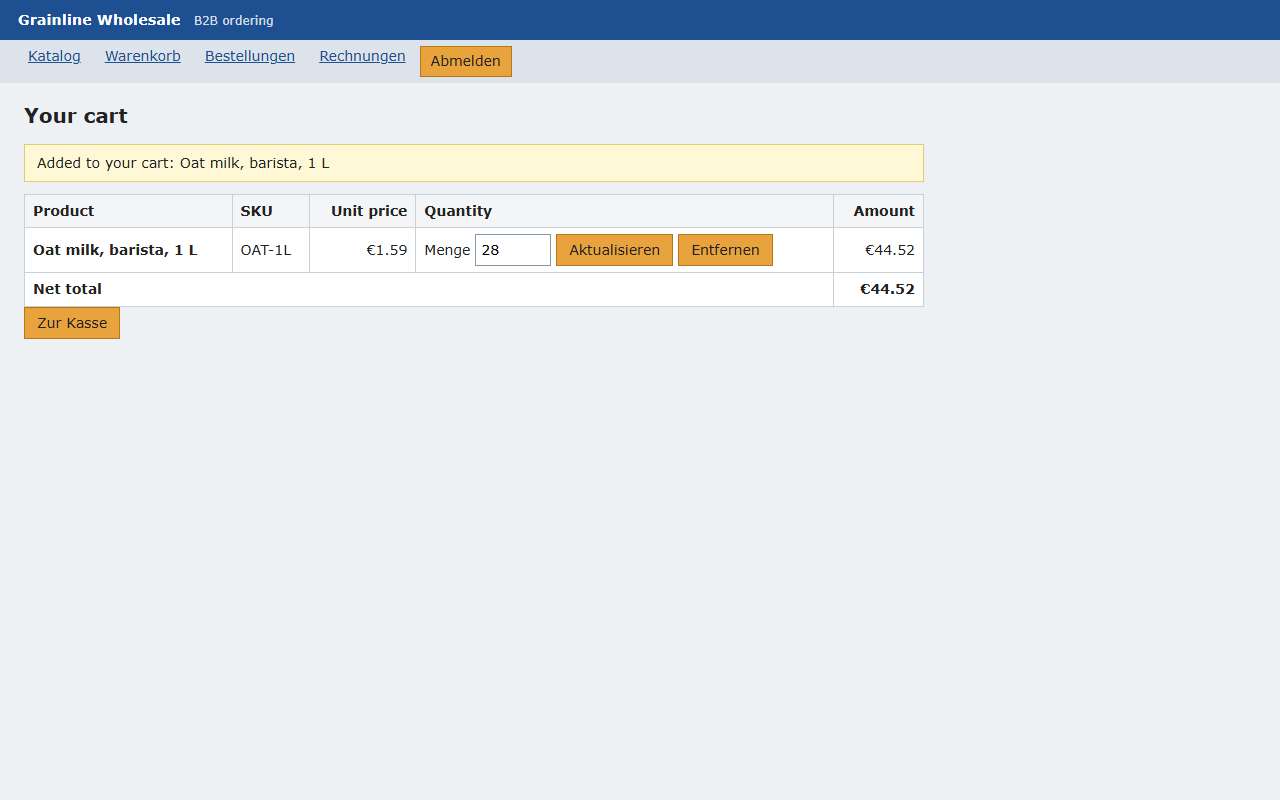 Grainline Wholesale B2B ordering
Katalog Warenkorb Bestellungen Rechnungen Abmelden
Your cart
Added to your cart: Oat milk, barista, 1 L
Product SKU Unit price Quantity Amount
Oat milk, barista, 1 L OAT-1L €1.59 Menge 28 Aktualisieren Entfernen €44.52
Net total €44.52
Zur Kasse